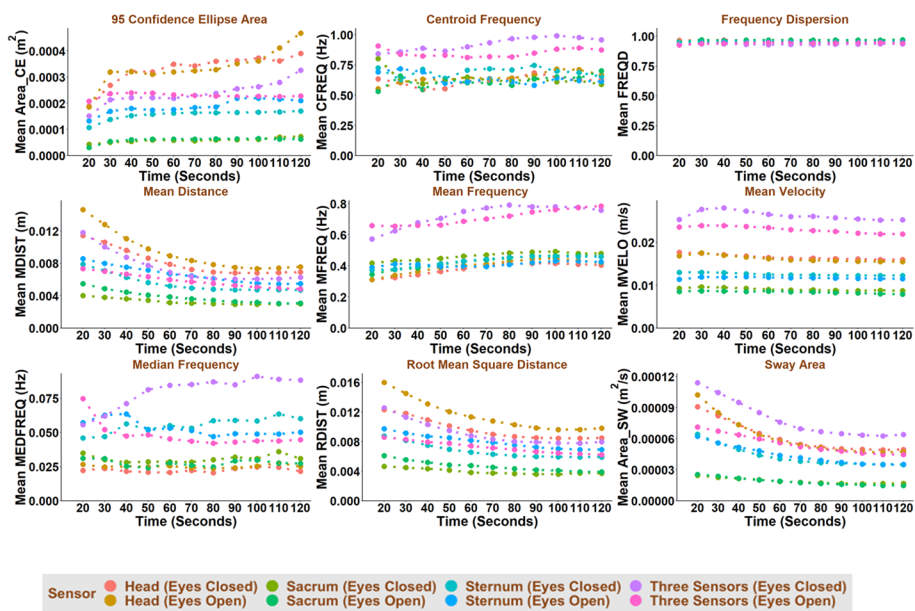 95 Confidence Ellipse Area
Mean Area_CE (m²)
0.0004
0.0003
0.0002
0.0001
0.0000
20 30 40 50 60 70 80 90 100 110 120
Time (Seconds)
Centroid Frequency
Mean CFREQ (Hz)
1.00
0.75
0.50
0.25
0.00
20 30 40 50 60 70 80 90 100 110 120
Time (Seconds)
Frequency Dispersion
Mean FREQD
1.00
0.75
0.50
0.25
0.00
20 30 40 50 60 70 80 90 100 110 120
Time (Seconds)
Mean Distance
Mean MDIST (m)
0.012
0.008
0.004
0.000
20 30 40 50 60 70 80 90 100 110 120
Time (Seconds)
Mean Frequency
Mean MFREQ (Hz)
0.8
0.6
0.4
0.2
0.0
20 30 40 50 60 70 80 90 100 110 120
Time (Seconds)
Mean Velocity
Mean MVELO (m/s)
0.02
0.01
0.00
20 30 40 50 60 70 80 90 100 110 120
Time (Seconds)
Median Frequency
Mean MEDFREQ (Hz)
0.075
0.050
0.025
0.000
20 30 40 50 60 70 80 90 100 110 120
Time (Seconds)
Root Mean Square Distance
Mean RDIST (m)
0.016
0.012
0.008
0.004
0.000
20 30 40 50 60 70 80 90 100 110 120
Time (Seconds)
Sway Area
Mean Area_SW (m²/s)
0.00012
0.00009
0.00006
0.00003
0.00000
20 30 40 50 60 70 80 90 100 110 120
Time (Seconds)
Sensor
Head (Eyes Closed) Sacrum (Eyes Closed) Sternum (Eyes Closed) Three Sensors (Eyes Closed)
Head (Eyes Open) Sacrum (Eyes Open) Sternum (Eyes Open) Three Sensors (Eyes Open)